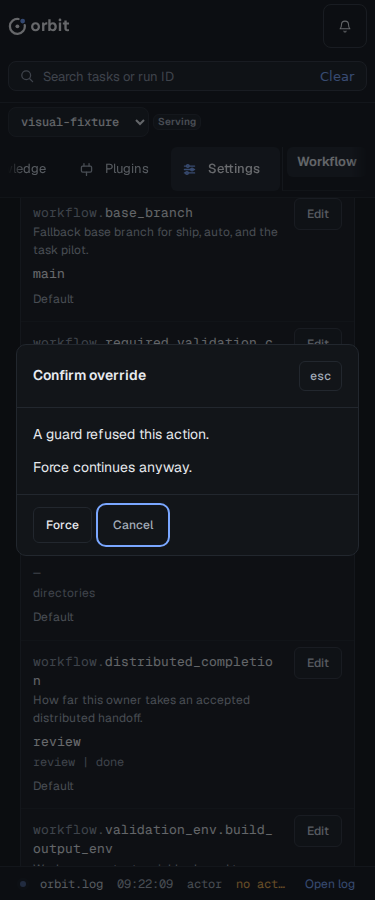 orbit
Search tasks or run ID
Clear
visual-fixture
Serving
ledge
Plugins
Settings
Workflow
workflow.base_branch
Edit
Fallback base branch for ship, auto, and the
task pilot.
main
Default
workflow.required_validation_c
Edit
Confirm override
esc
A guard refused this action.
Force continues anyway.
Force
Cancel
—
directories
Default
workflow.distributed_completio
n
Edit
How far this owner takes an accepted
distributed handoff.
review
review | done
Default
workflow.validation_env.build_
output_env
Edit
orbit.log
09:22:09
actor
no act…
Open log